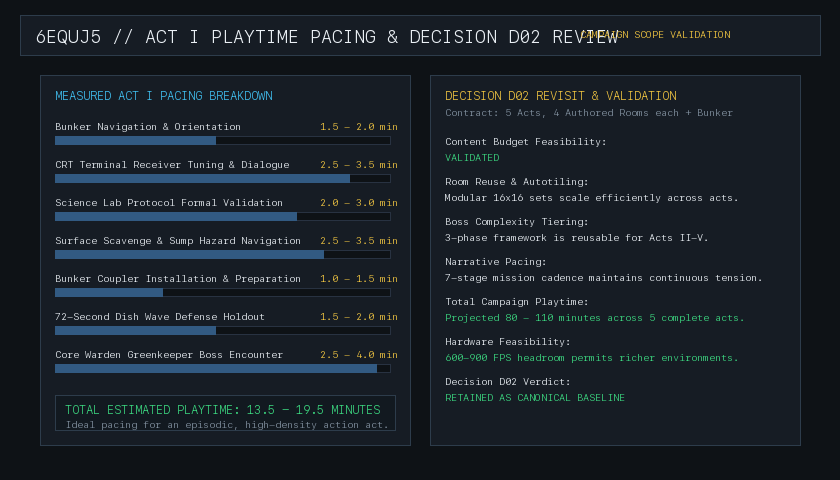 6EQUJ5 // ACT I PLAYTIME PACING & DECISION D02 REVIEW
CAMPAIGN SCOPE VALIDATION
MEASURED ACT I PACING BREAKDOWN
Bunker Navigation & Orientation 1.5 – 2.0 min
CRT Terminal Receiver Tuning & Dialogue 2.5 – 3.5 min
Science Lab Protocol Formal Validation 2.0 – 3.0 min
Surface Scavenge & Sump Hazard Navigation 2.5 – 3.5 min
Bunker Coupler Installation & Preparation 1.0 – 1.5 min
72–Second Dish Wave Defense Holdout 1.5 – 2.0 min
Core Warden Greenkeeper Boss Encounter 2.5 – 4.0 min
TOTAL ESTIMATED PLAYTIME: 13.5 – 19.5 MINUTES
Ideal pacing for an episodic, high–density action act.
DECISION D02 REVISIT & VALIDATION
Contract: 5 Acts, 4 Authored Rooms each + Bunker
Content Budget Feasibility:
VALIDATED
Room Reuse & Autotiling:
Modular 16x16 sets scale efficiently across acts.
Boss Complexity Tiering:
3–phase framework is reusable for Acts II–V.
Narrative Pacing:
7–stage mission cadence maintains continuous tension.
Total Campaign Playtime:
Projected 80 – 110 minutes across 5 complete acts.
Hardware Feasibility:
600–900 FPS headroom permits richer environments.
Decision D02 Verdict:
RETAINED AS CANONICAL BASELINE